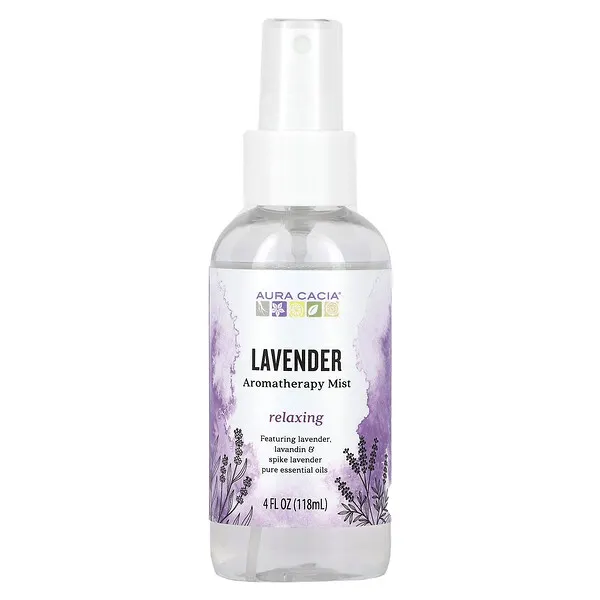 AURA CACIA®
LAVENDER
Aromatherapy Mist
relaxing
Featuring lavender,
lavandin &
spike lavender
pure essential oils
4 FL OZ (118mL)